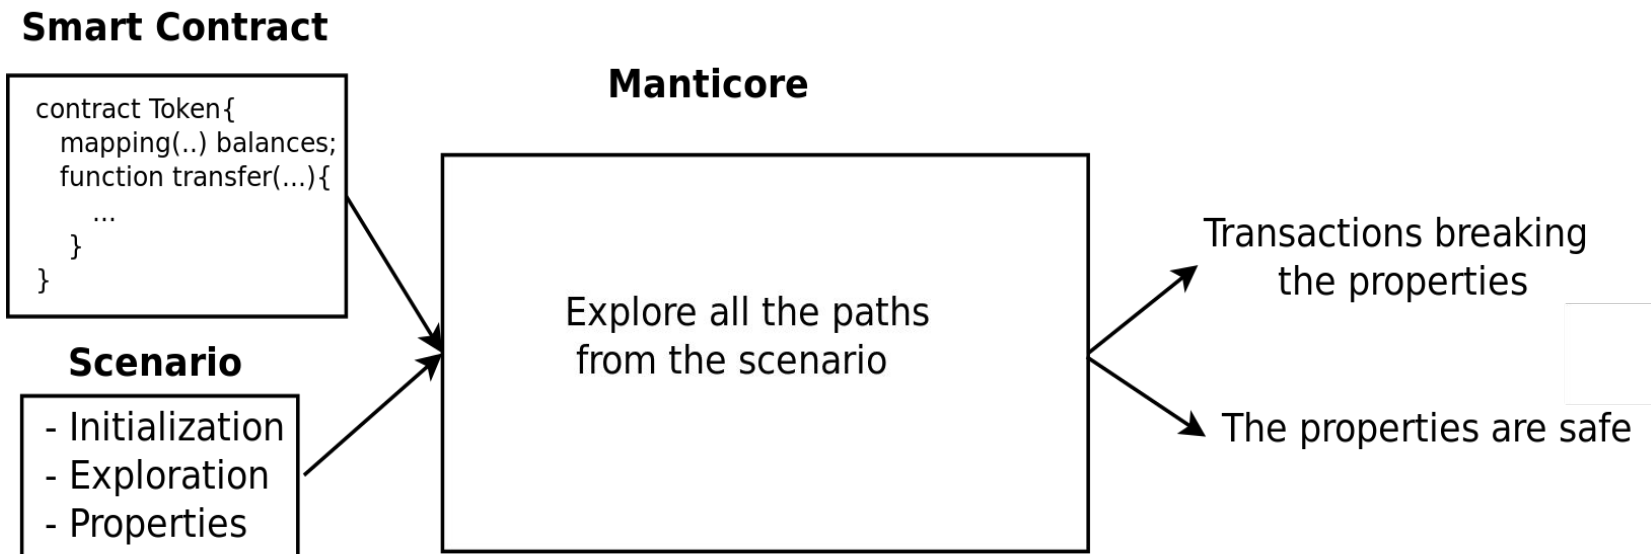 Smart Contract
contract Token{
mapping(..) balances;
function transfer(...){
...
}
}
Scenario
- Initialization
- Exploration
- Properties
Manticore
Explore all the paths
from the scenario
Transactions breaking
the properties
The properties are safe